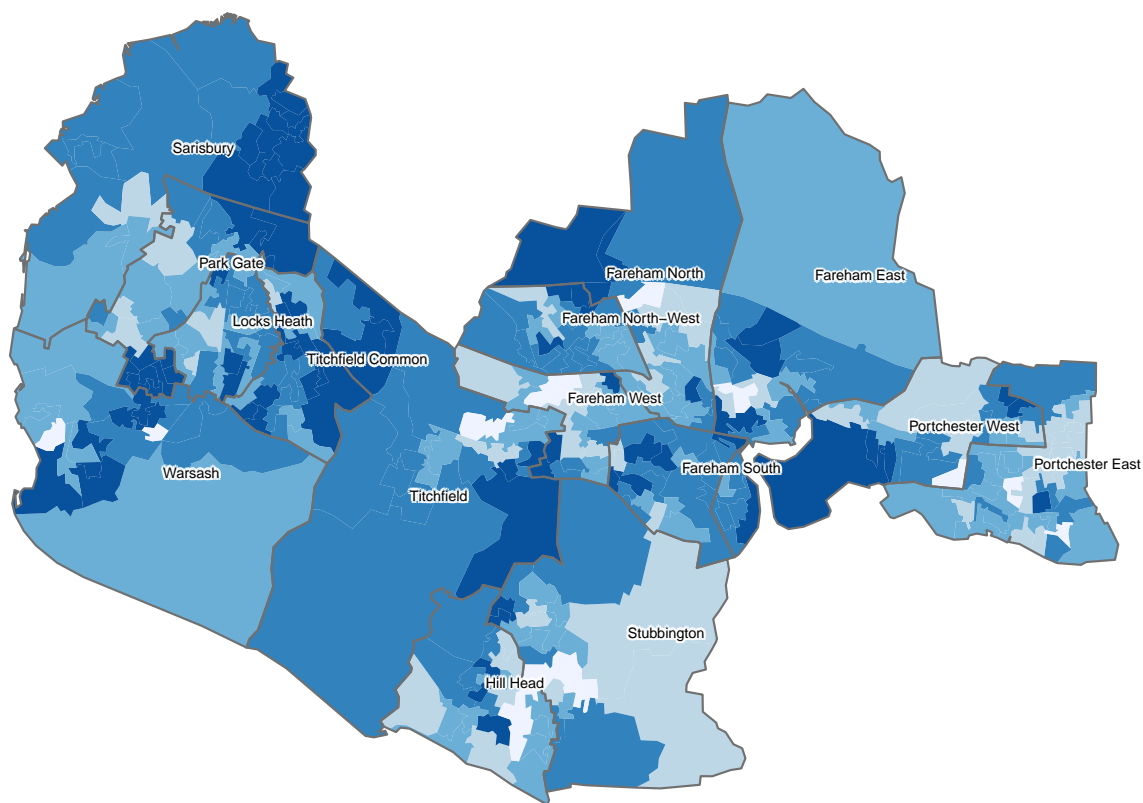 Sarisbury
Park Gate
Fareham North
Fareham East
Fareham North−West
Locks Heath
Titchfield Common
Fareham West
Portchester West
Portchester East
Fareham South
Warsash
Titchfield
Stubbington
Hill Head